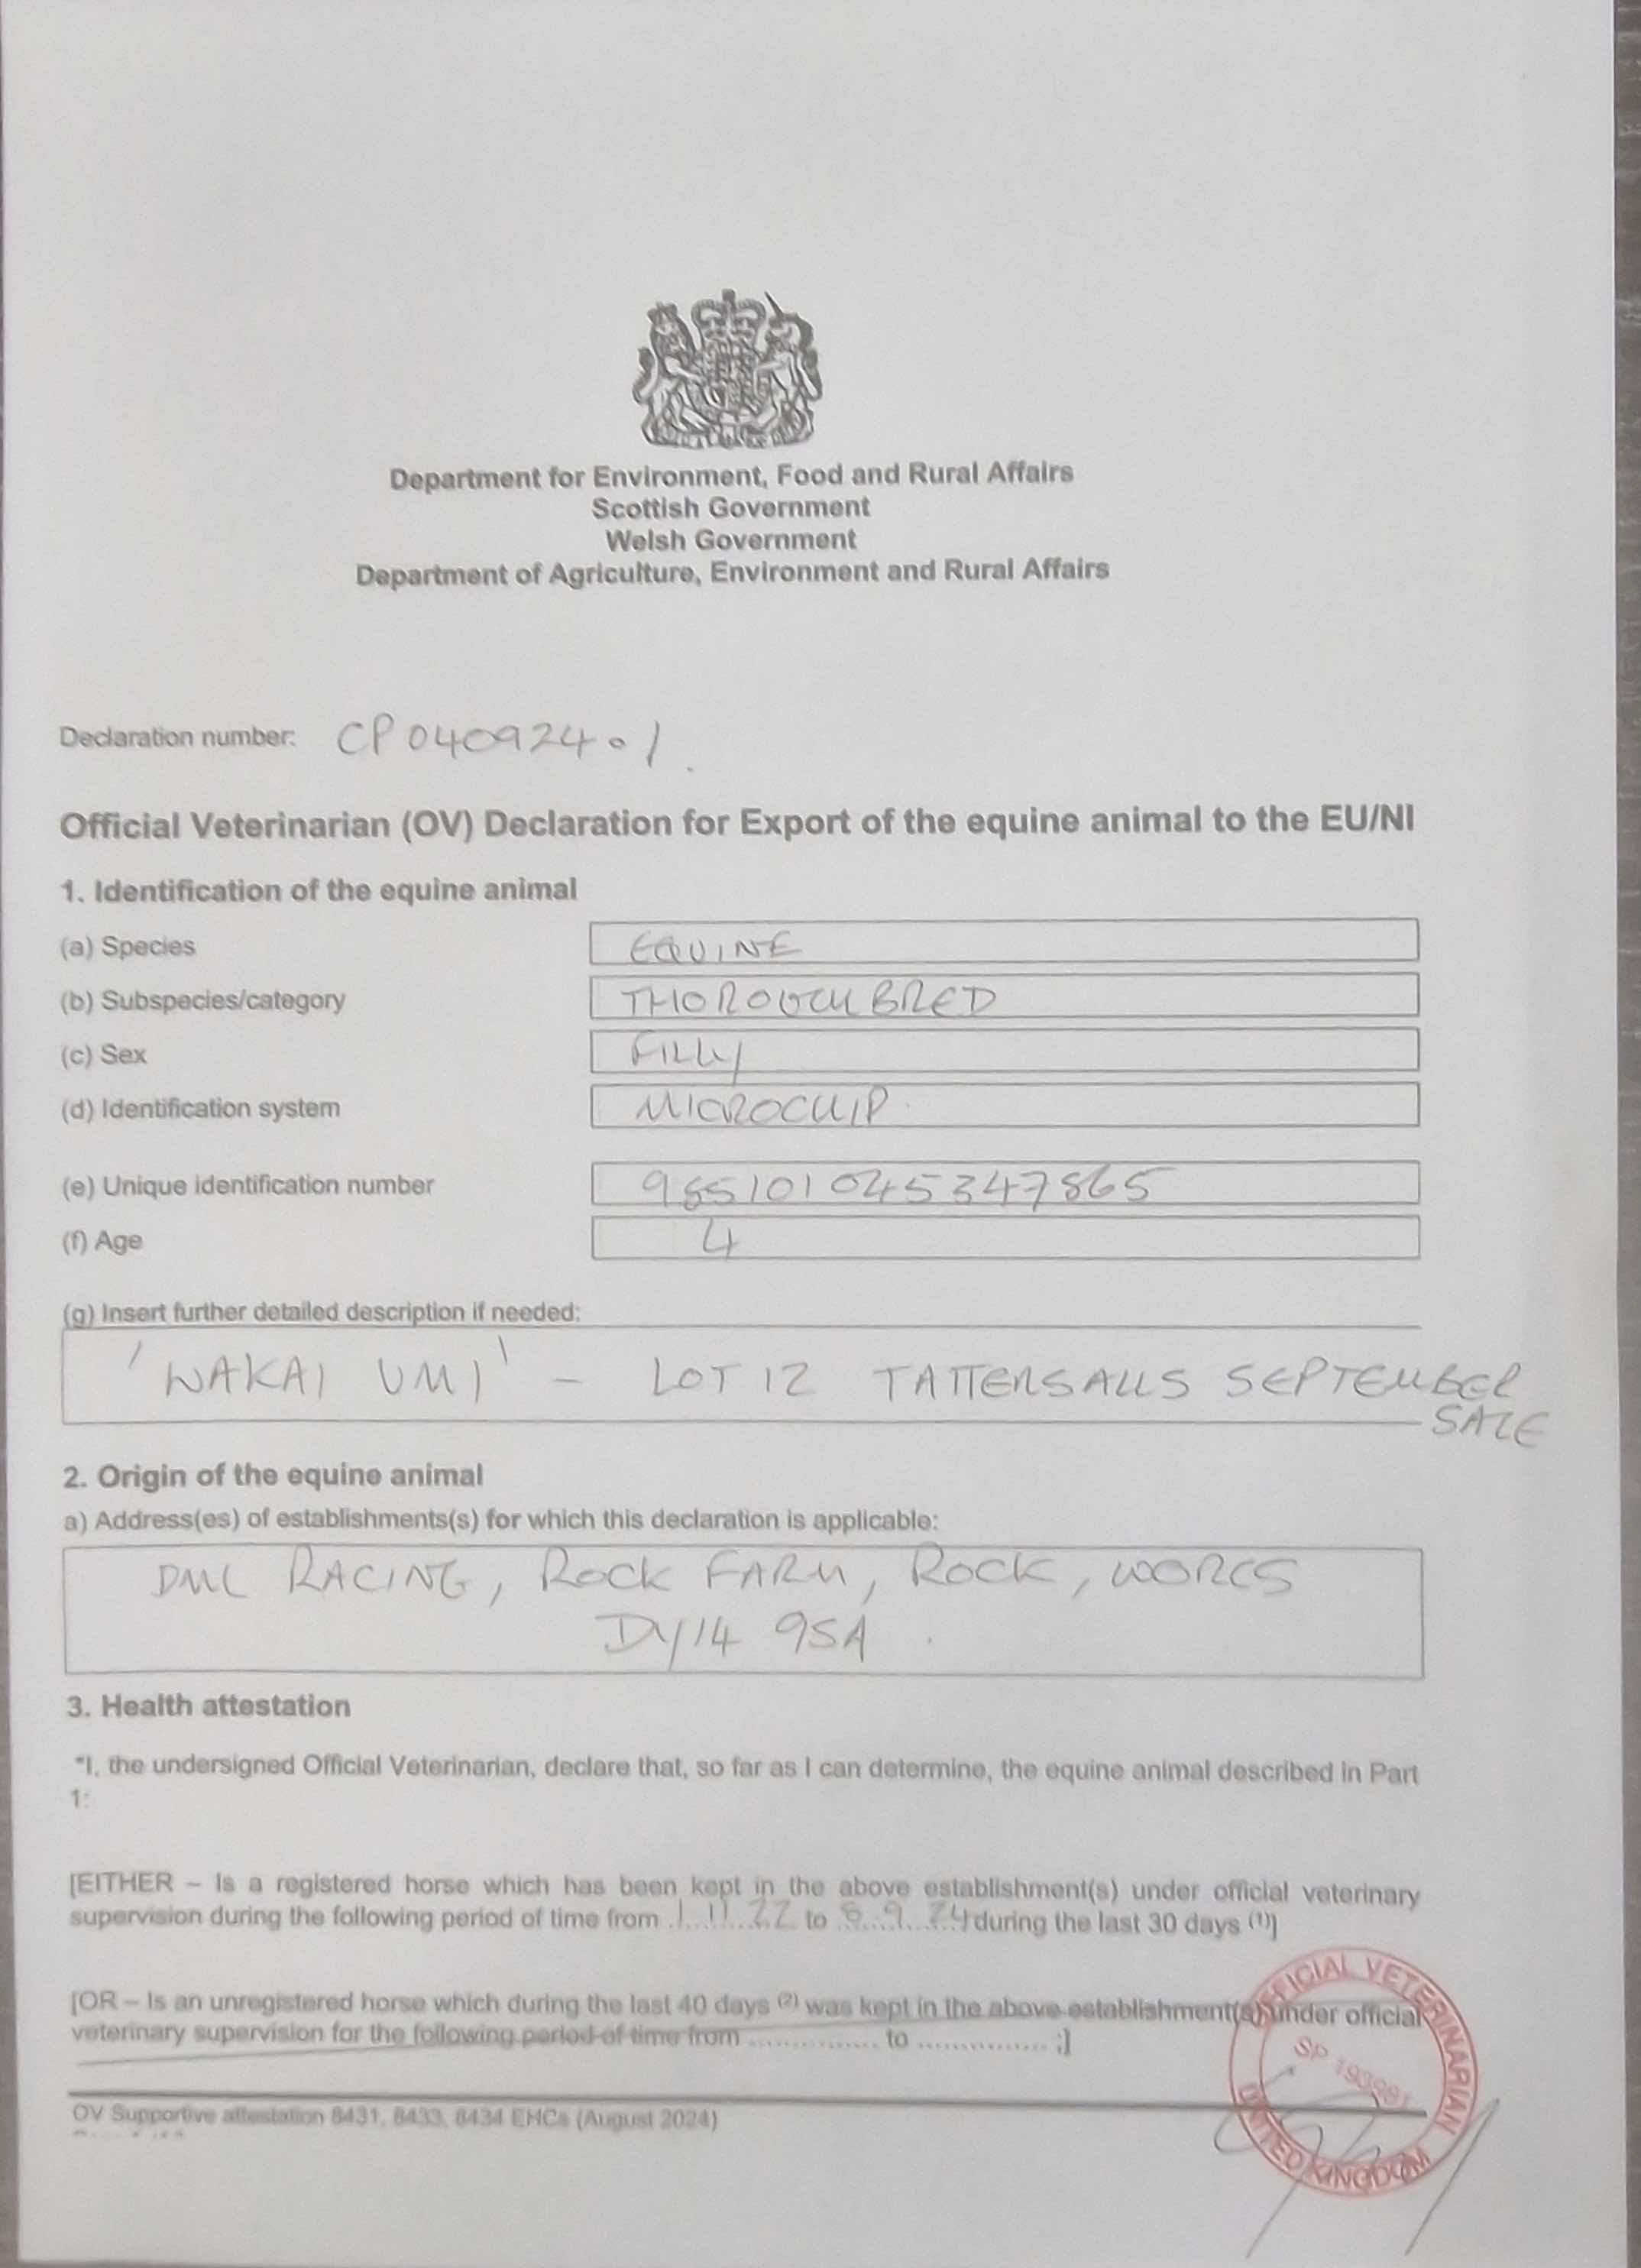 Department for Environment, Food and Rural Affairs
Scottish Government
Welsh Government
Department of Agriculture, Environment and Rural Affairs
Declaration number: CP040924.01
Official Veterinarian (OV) Declaration for Export of the equine animal to the EU/NI
1. Identification of the equine animal
(a) Species EQUINE
(b) Subspecies/category THOROUGHBRED
(c) Sex FILLY
(d) Identification system MICROCHIP.
(e) Unique identification number 985101045347865
(f) Age 4
(g) Insert further detailed description if needed:
'WAKAI UMI' - LOT 12 TATTERSALLS SEPTEMBER
SALE
2. Origin of the equine animal
a) Address(es) of establishments(s) for which this declaration is applicable:
DML RACING, ROCK FARM, ROCK, WORCS
DY14 9SA.
3. Health attestation
"I, the undersigned Official Veterinarian, declare that, so far as I can determine, the equine animal described in Part
1:
[EITHER – Is a registered horse which has been kept in the above establishment(s) under official veterinary
supervision during the following period of time from 1.11.22 to 9.24 during the last 30 days (1)]
[OR – Is an unregistered horse which during the last 40 days (2) was kept in the above establishment(s) under official
veterinary supervision for the following period of time from ............... to ............... ;]
OFFICIAL VETERINARIAN
SP 193981
UNITED KINGDOM
OV Supportive attestation 8431, 8433, 8434 EHCs (August 2024)